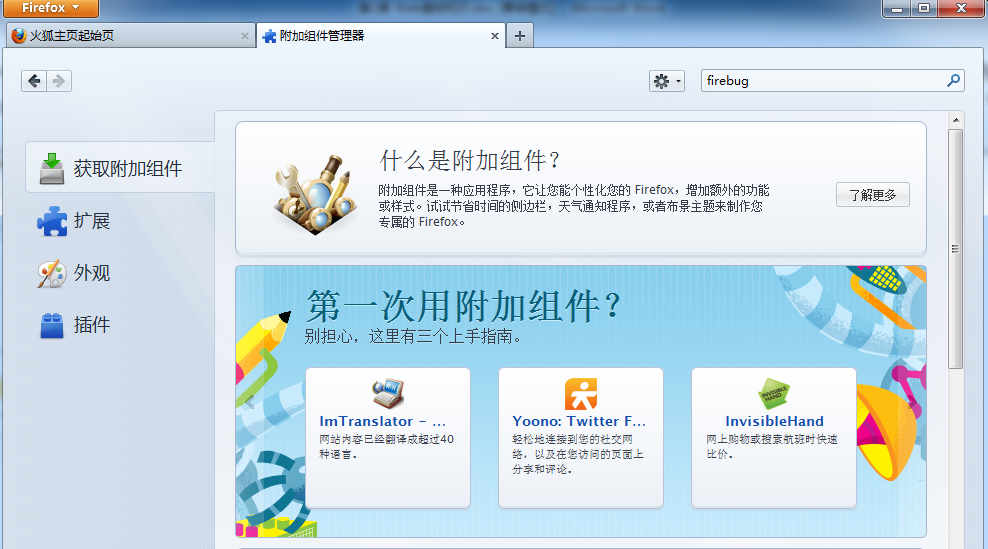 Firefox
火狐主页起始页
附加组件管理器
firebug
获取附加组件
扩展
外观
插件
什么是附加组件？
附加组件是一种应用程序，它让您能个性化您的 Firefox，增加额外的功能
或样式。试试节省时间的侧边栏，天气通知程序，或者布景主题来制作您
专属的 Firefox。
了解更多
第一次用附加组件？
别担心，这里有三个上手指南。
ImTranslator - ...
网站内容已经翻译成超过40
种语言。
Yoono: Twitter F...
轻松地连接到您的社交网
络，以及在您访问的页面上
分享和评论。
INVISIBLE
HAND
InvisibleHand
网上购物或搜索航班时快速
比价。